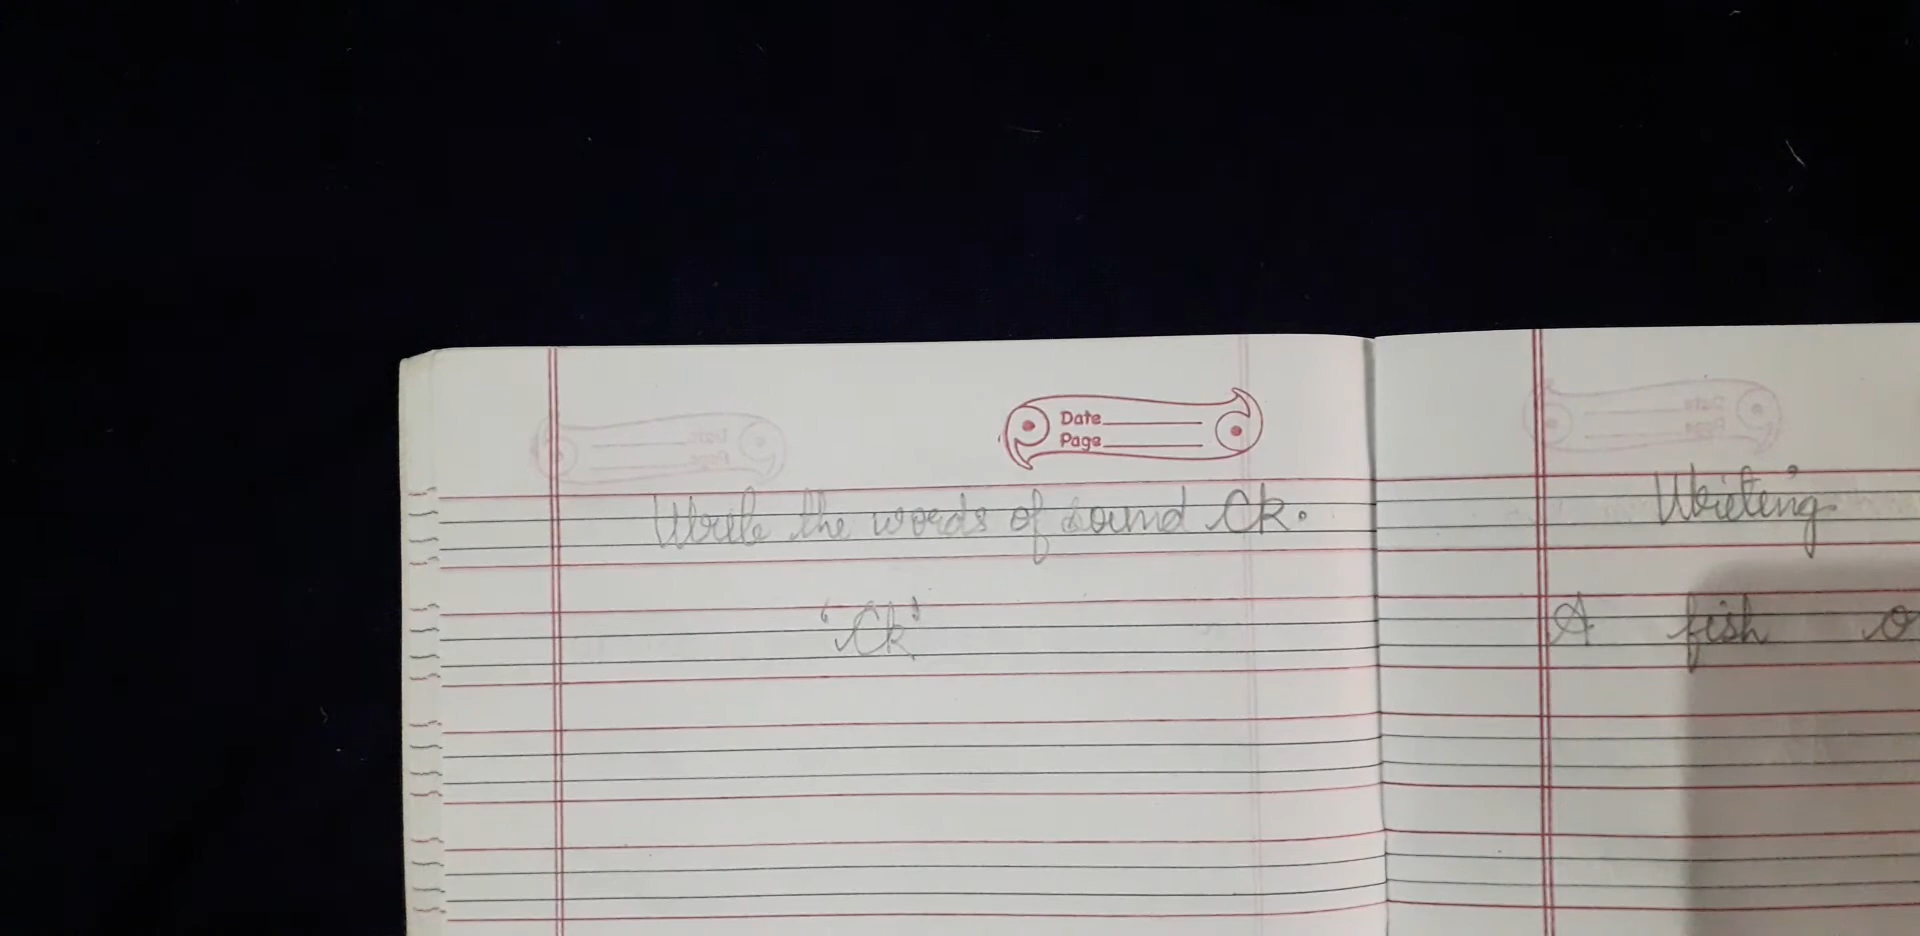 Date
Page
Write the words of sound Ck.
'Ck'
Writing
A fish o